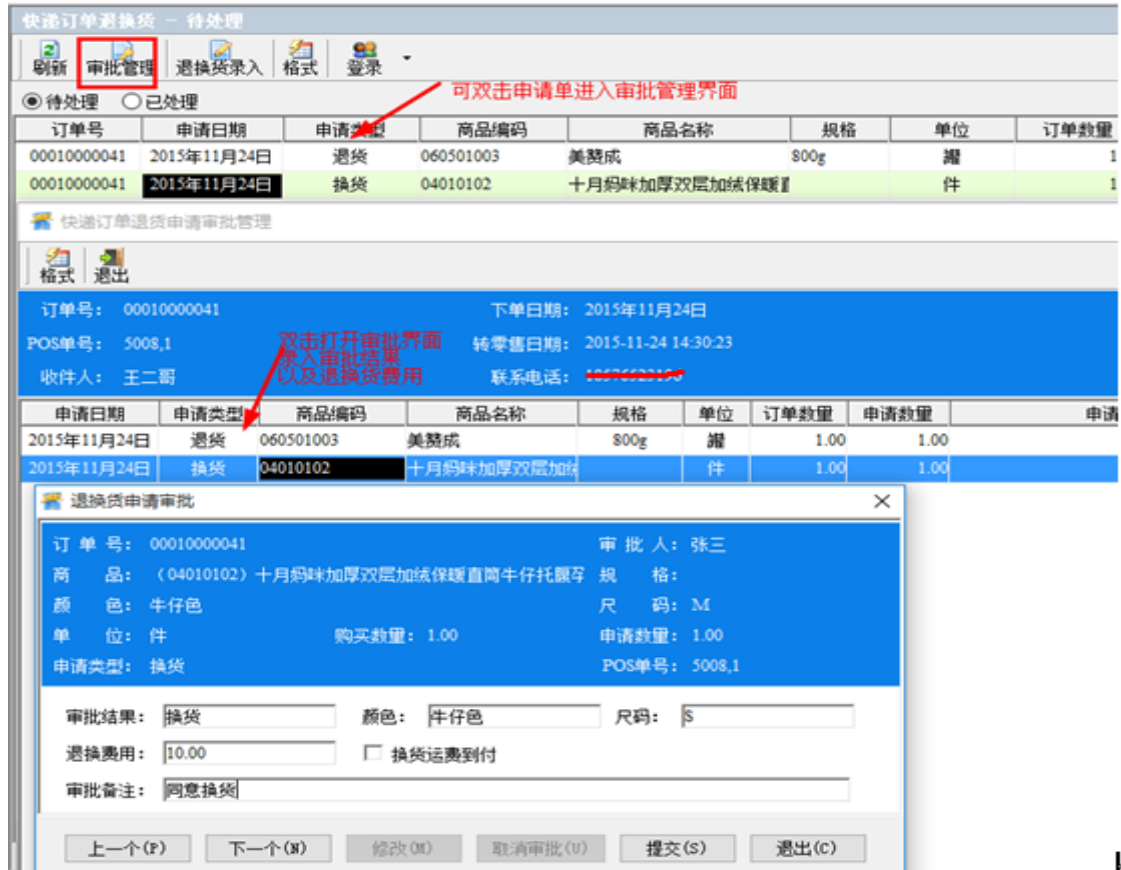 快递订单退换货 - 待处理
刷新 审批管理 退换货录入 格式 登录
可双击申请单进入审批管理界面
待处理 已处理
订单号 申请日期 申请类型 商品编码 商品名称 规格 单位 订单数量
00010000041 2015年11月24日 退货 060501003 美赞成 800g 罐 1
00010000041 2015年11月24日 换货 04010102 十月妈咪加厚双层加绒保暖直 件 1
快递订单退货申请审批管理
格式 退出
订单号: 00010000041 下单日期: 2015年11月24日
POS单号: 5008,1 转零售日期: 2015-11-24 14:30:23
收件人: 王二哥 联系电话:
双击打开审批界面
录入审批结果
以及退换货费用
申请日期 申请类型 商品编码 商品名称 规格 单位 订单数量 申请数量 申请
2015年11月24日 退货 060501003 美赞成 800g 罐 1.00 1.00
2015年11月24日 换货 04010102 十月妈咪加厚双层加绒 件 1.00 1.00
退换货申请审批
订 单 号: 00010000041 审 批 人: 张三
商 品: (04010102) 十月妈咪加厚双层加绒保暖直筒牛仔托腹孕 规 格:
颜 色: 牛仔色 尺 码: M
单 位: 件 购买数量: 1.00 申请数量: 1.00
申请类型: 换货 POS单号: 5008,1
审批结果: 换货 颜色: 牛仔色 尺码: S
退换费用: 10.00 换货运费到付
审批备注: 同意换货
上一个(P) 下一个(N) 修改(M) 取消审批(U) 提交(S) 退出(C)